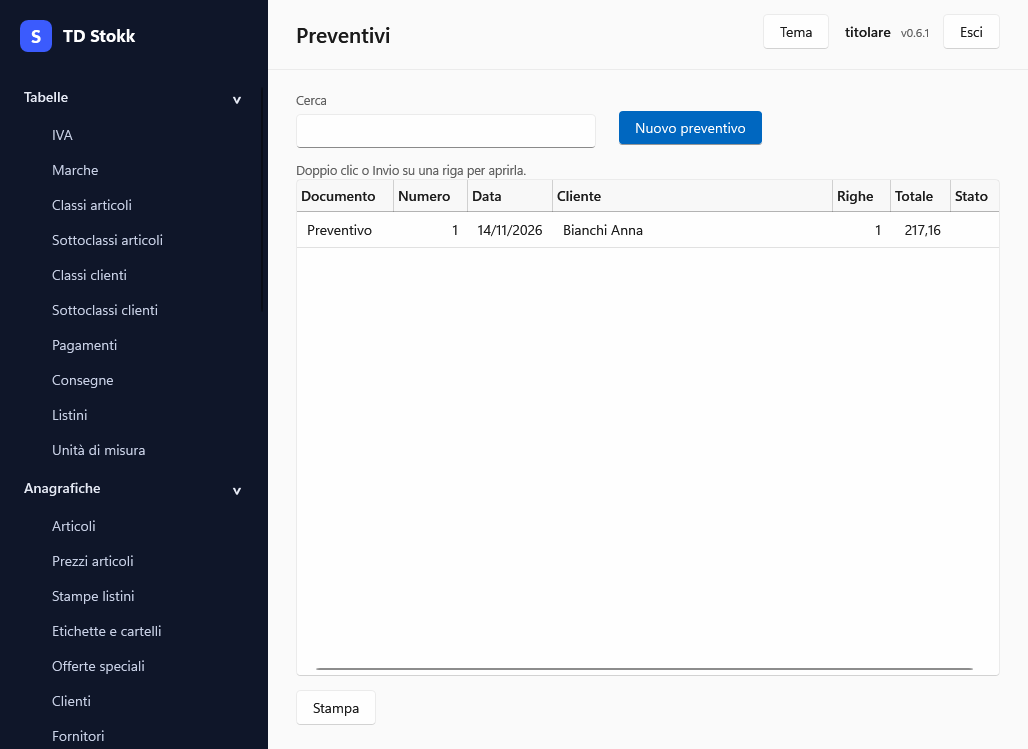 S TD Stokk
Tabelle
IVA
Marche
Classi articoli
Sottoclassi articoli
Classi clienti
Sottoclassi clienti
Pagamenti
Consegne
Listini
Unità di misura
Anagrafiche
Articoli
Prezzi articoli
Stampe listini
Etichette e cartelli
Offerte speciali
Clienti
Fornitori
Preventivi
Tema titolare v0.6.1 Esci
Cerca
Nuovo preventivo
Doppio clic o Invio su una riga per aprirla.
Documento Numero Data Cliente Righe Totale Stato
Preventivo 1 14/11/2026 Bianchi Anna 1 217,16
Stampa